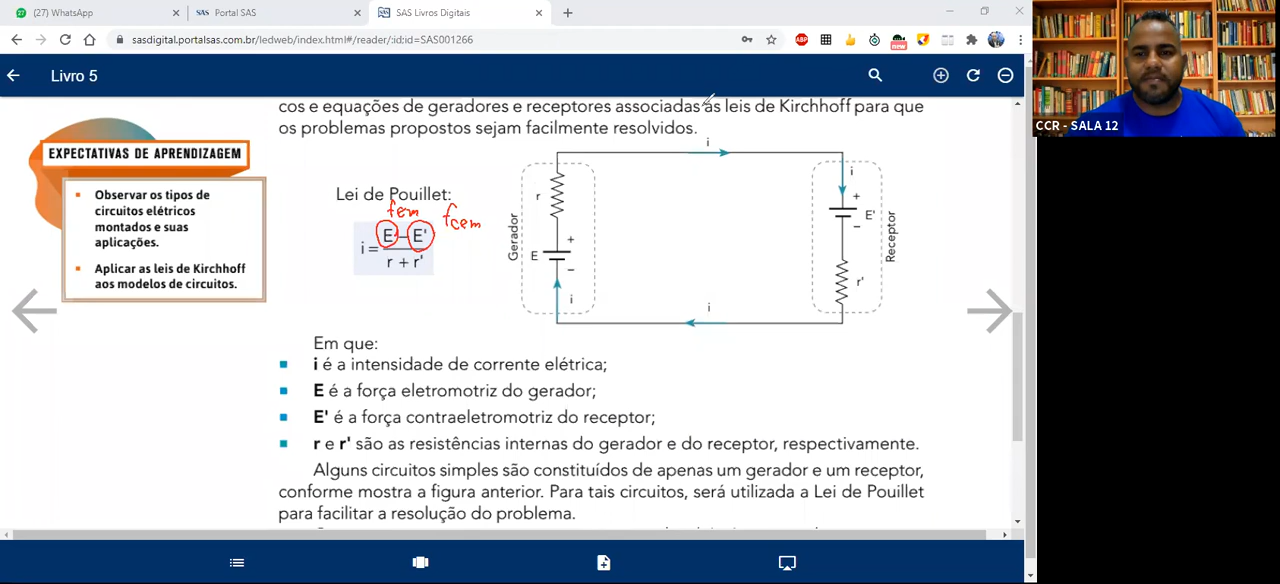 (27) WhatsApp
SAS Portal SAS
SAS Livros Digitais
sasdigital.portalsas.com.br/ledweb/index.html#/reader/:id:id=SAS001266
ABP
new
Livro 5
CCR - SALA 12
cos e equações de geradores e receptores associadas às leis de Kirchhoff para que
os problemas propostos sejam facilmente resolvidos.
EXPECTATIVAS DE APRENDIZAGEM
Observar os tipos de
circuitos elétricos
montados e suas
aplicações.
Aplicar as leis de Kirchhoff
aos modelos de circuitos.
Lei de Pouillet:
fem
fcem
i = E - E'
r + r'
Gerador
r
+
E
-
i
i
i
i
+
E'
-
r'
Receptor
Em que:
i é a intensidade de corrente elétrica;
E é a força eletromotriz do gerador;
E' é a força contraeletromotriz do receptor;
r e r' são as resistências internas do gerador e do receptor, respectivamente.
Alguns circuitos simples são constituídos de apenas um gerador e um receptor,
conforme mostra a figura anterior. Para tais circuitos, será utilizada a Lei de Pouillet
para facilitar a resolução do problema.